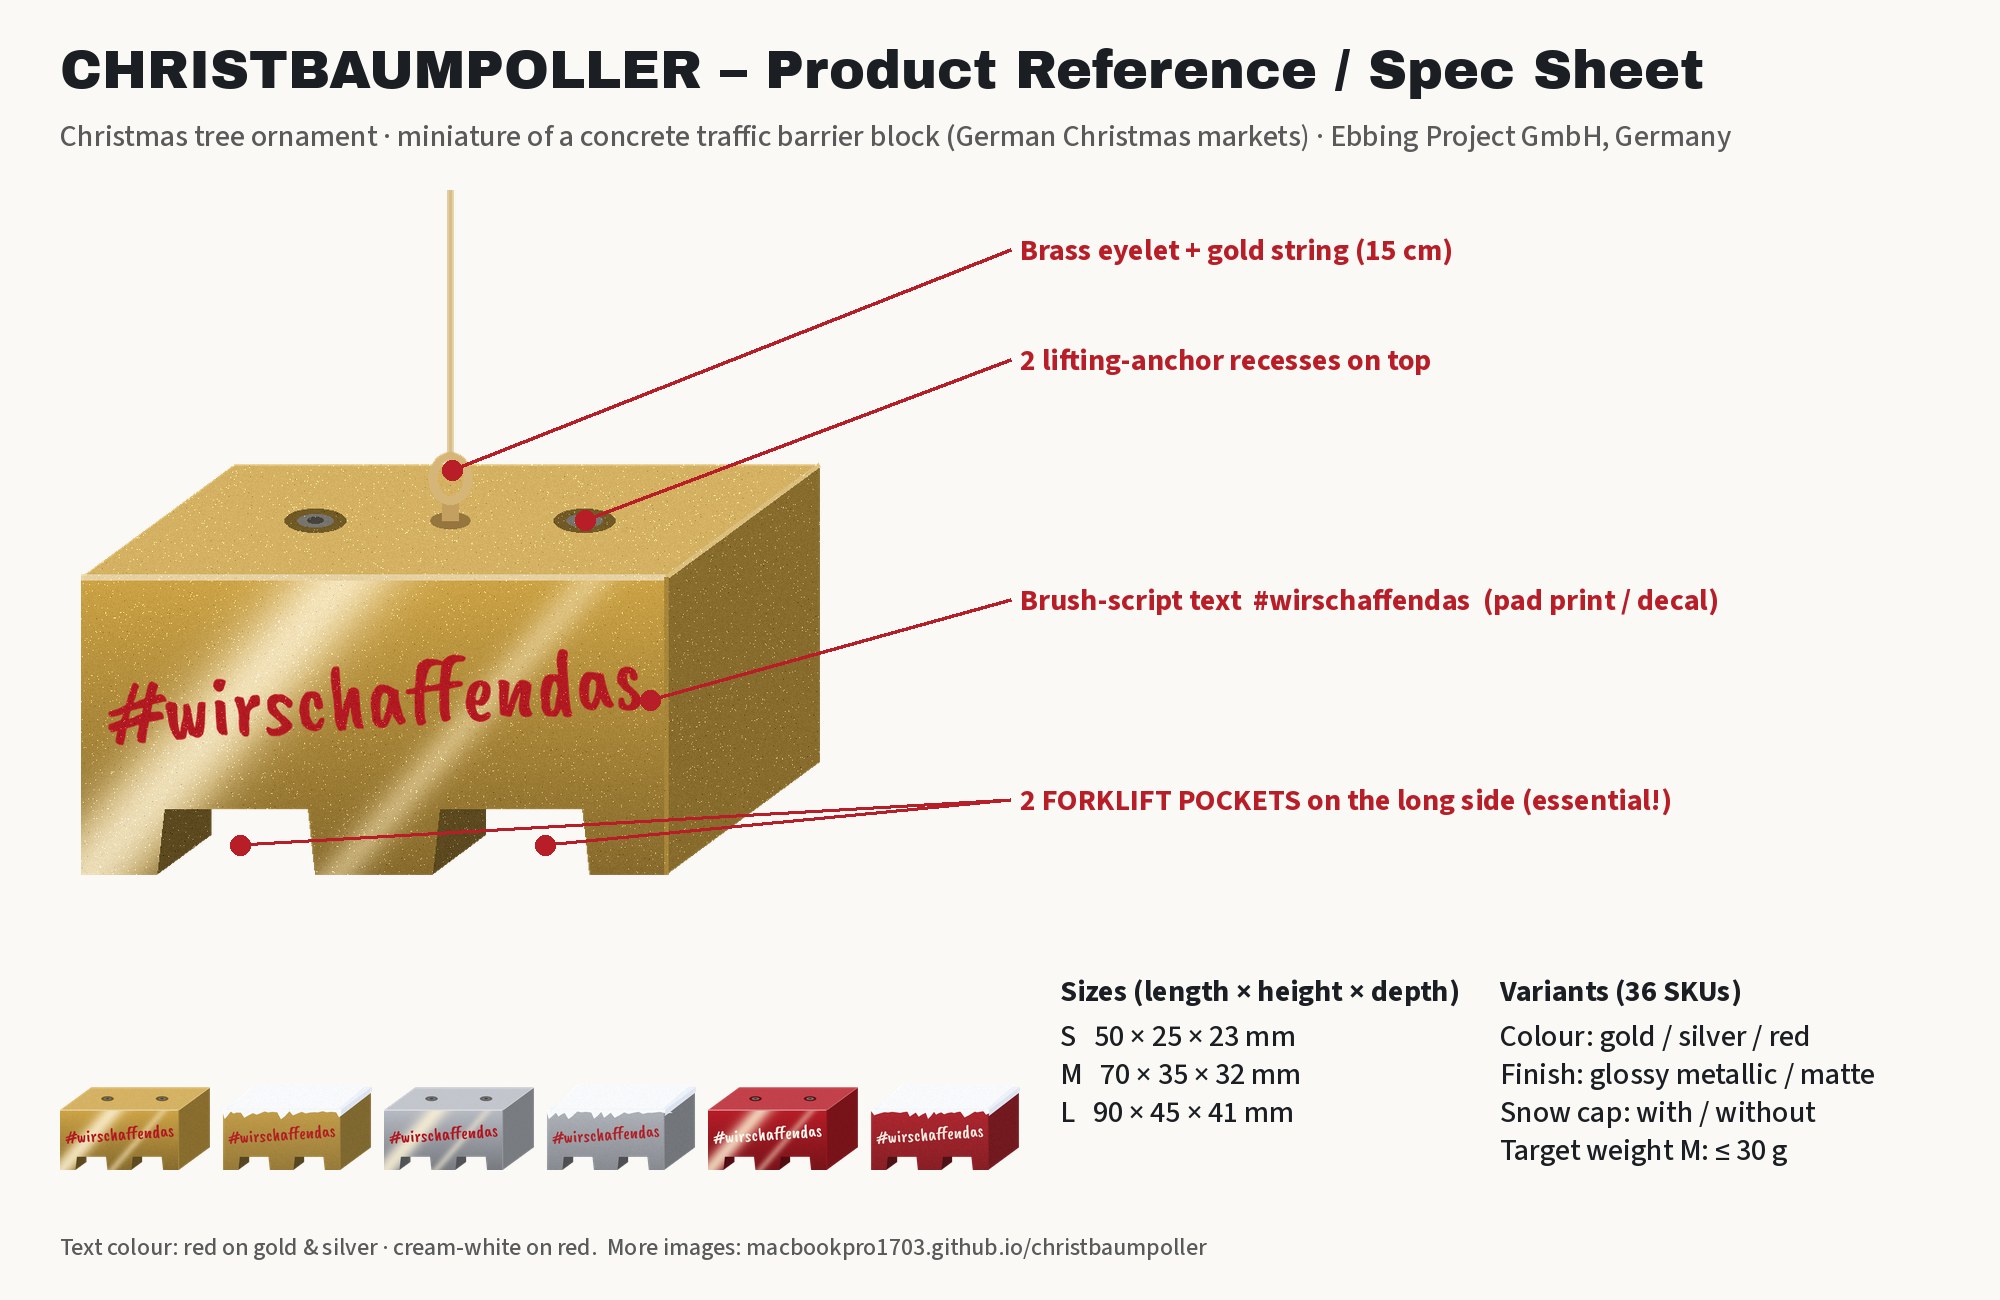 CHRISTBAUMPOLLER – Product Reference / Spec Sheet
Christmas tree ornament · miniature of a concrete traffic barrier block (German Christmas markets) · Ebbing Project GmbH, Germany
Brass eyelet + gold string (15 cm)
2 lifting-anchor recesses on top
Brush-script text #wirschaffendas (pad print / decal)
#wirschaffendas
2 FORKLIFT POCKETS on the long side (essential!)
Sizes (length × height × depth)
S 50 × 25 × 23 mm
M 70 × 35 × 32 mm
L 90 × 45 × 41 mm
Variants (36 SKUs)
Colour: gold / silver / red
Finish: glossy metallic / matte
Snow cap: with / without
Target weight M: ≤ 30 g
#wirschaffendas
#wirschaffendas
#wirschaffendas
#wirschaffendas
#wirschaffendas
#wirschaffendas
Text colour: red on gold & silver · cream-white on red. More images: macbookpro1703.github.io/christbaumpoller